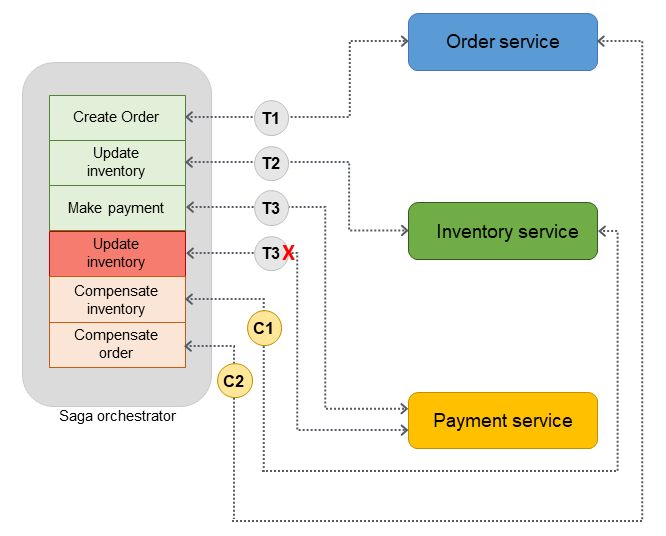 Order service
Create Order
T1
Update
inventory
T2
Make payment
T3
Inventory service
Update
inventory
T3
X
Compensate
inventory
C1
Compensate
order
C2
Saga orchestrator
Payment service